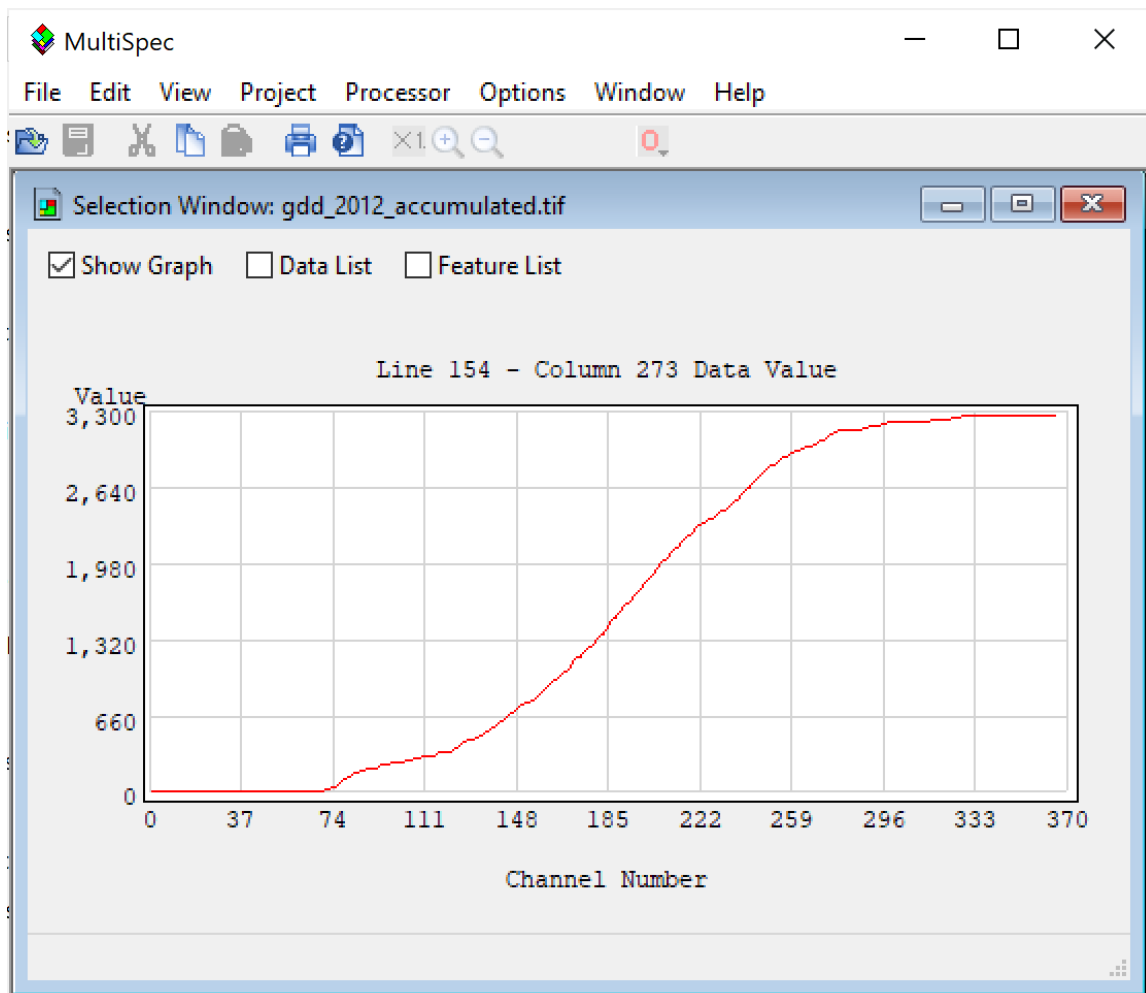 MultiSpec
File Edit View Project Processor Options Window Help
×1.
Selection Window: gdd_2012_accumulated.tif
Show Graph Data List Feature List
Line 154 - Column 273 Data Value
Value
3,300
2,640
1,980
1,320
660
0
0 37 74 111 148 185 222 259 296 333 370
Channel Number